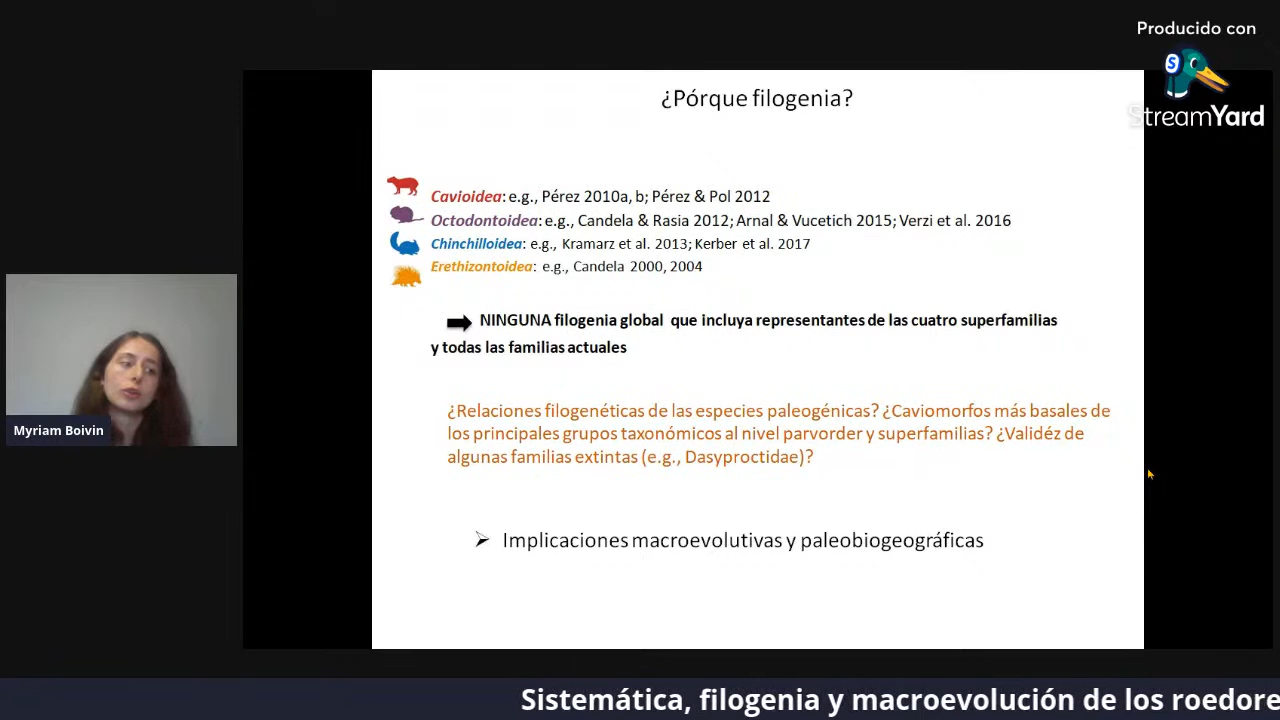 Producido con
StreamYard
¿Pórque filogenia?
Cavioidea: e.g., Pérez 2010a, b; Pérez & Pol 2012
Octodontoidea: e.g., Candela & Rasia 2012; Arnal & Vucetich 2015; Verzi et al. 2016
Chinchilloidea: e.g., Kramarz et al. 2013; Kerber et al. 2017
Erethizontoidea: e.g., Candela 2000, 2004
NINGUNA filogenia global que incluya representantes de las cuatro superfamilias
y todas las familias actuales
¿Relaciones filogenéticas de las especies paleogénicas? ¿Caviomorfos más basales de
los principales grupos taxonómicos al nivel parvorder y superfamilias? ¿Validéz de
algunas familias extintas (e.g., Dasyproctidae)?
Implicaciones macroevolutivas y paleobiogeográficas
Myriam Boivin
Sistemática, filogenia y macroevolución de los roedore